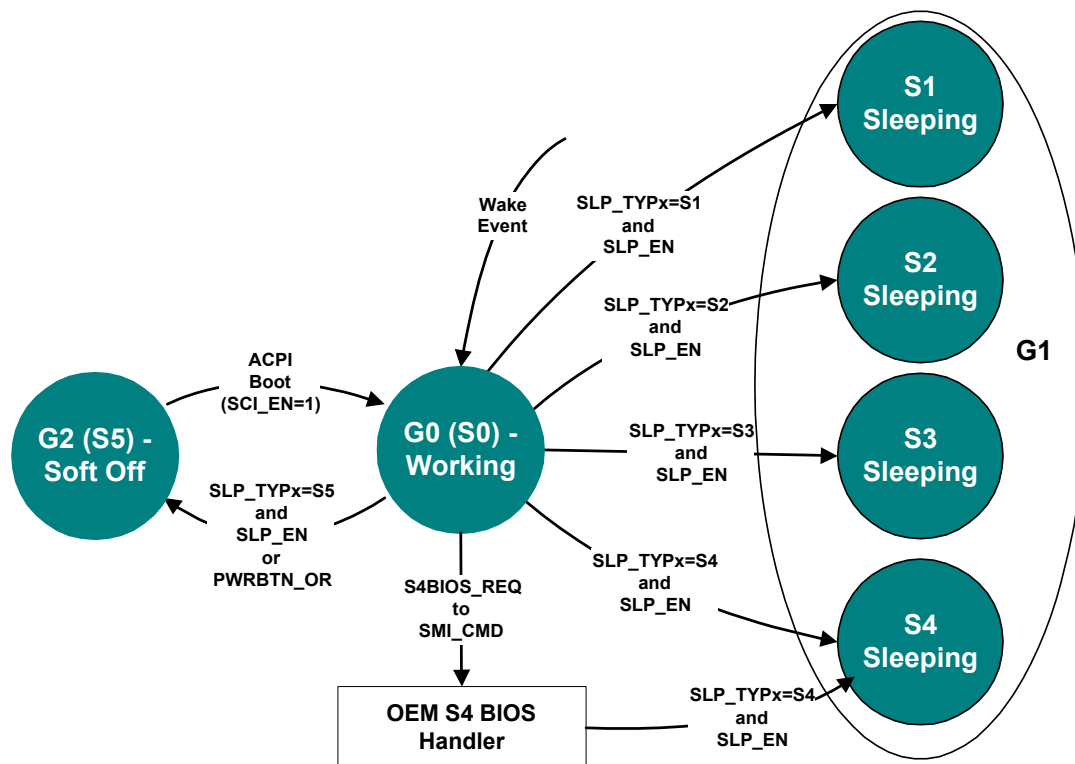 S1
Sleeping
Wake
Event
SLP_TYPx=S1
and
SLP_EN
S2
Sleeping
SLP_TYPx=S2
and
SLP_EN
G1
ACPI
Boot
(SCI_EN=1)
G2 (S5) -
Soft Off
G0 (S0) -
Working
SLP_TYPx=S3
and
SLP_EN
S3
Sleeping
SLP_TYPx=S5
and
SLP_EN
or
PWRBTN_OR
S4BIOS_REQ
to
SMI_CMD
SLP_TYPx=S4
and
SLP_EN
S4
Sleeping
OEM S4 BIOS
Handler
SLP_TYPx=S4
and
SLP_EN